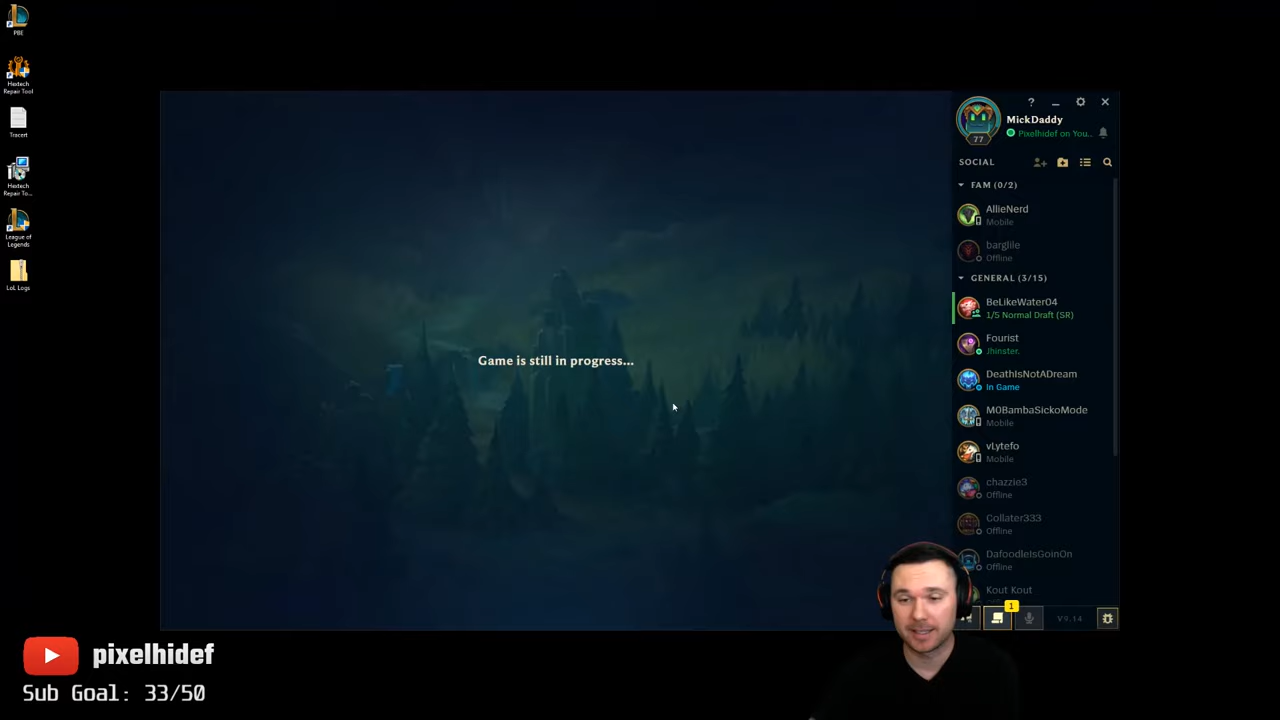 PBE
Hextech
Repair Tool
Tracert
Hextech
Repair To...
League of
Legends
LoL Logs
Game is still in progress...
?
MickDaddy
77
Pixelhidef on You...
SOCIAL
FAM (0/2)
AllieNerd
Mobile
barglile
Offline
GENERAL (3/15)
BeLikeWater04
1/5 Normal Draft (SR)
Fourist
Jhinster.
DeathIsNotADream
In Game
M0BambaSickoMode
Mobile
vLytefo
Mobile
chazzie3
Offline
Collater333
Offline
DafoodleIsGoinOn
Offline
Kout Kout
1
V9.14
pixelhidef
Sub Goal: 33/50